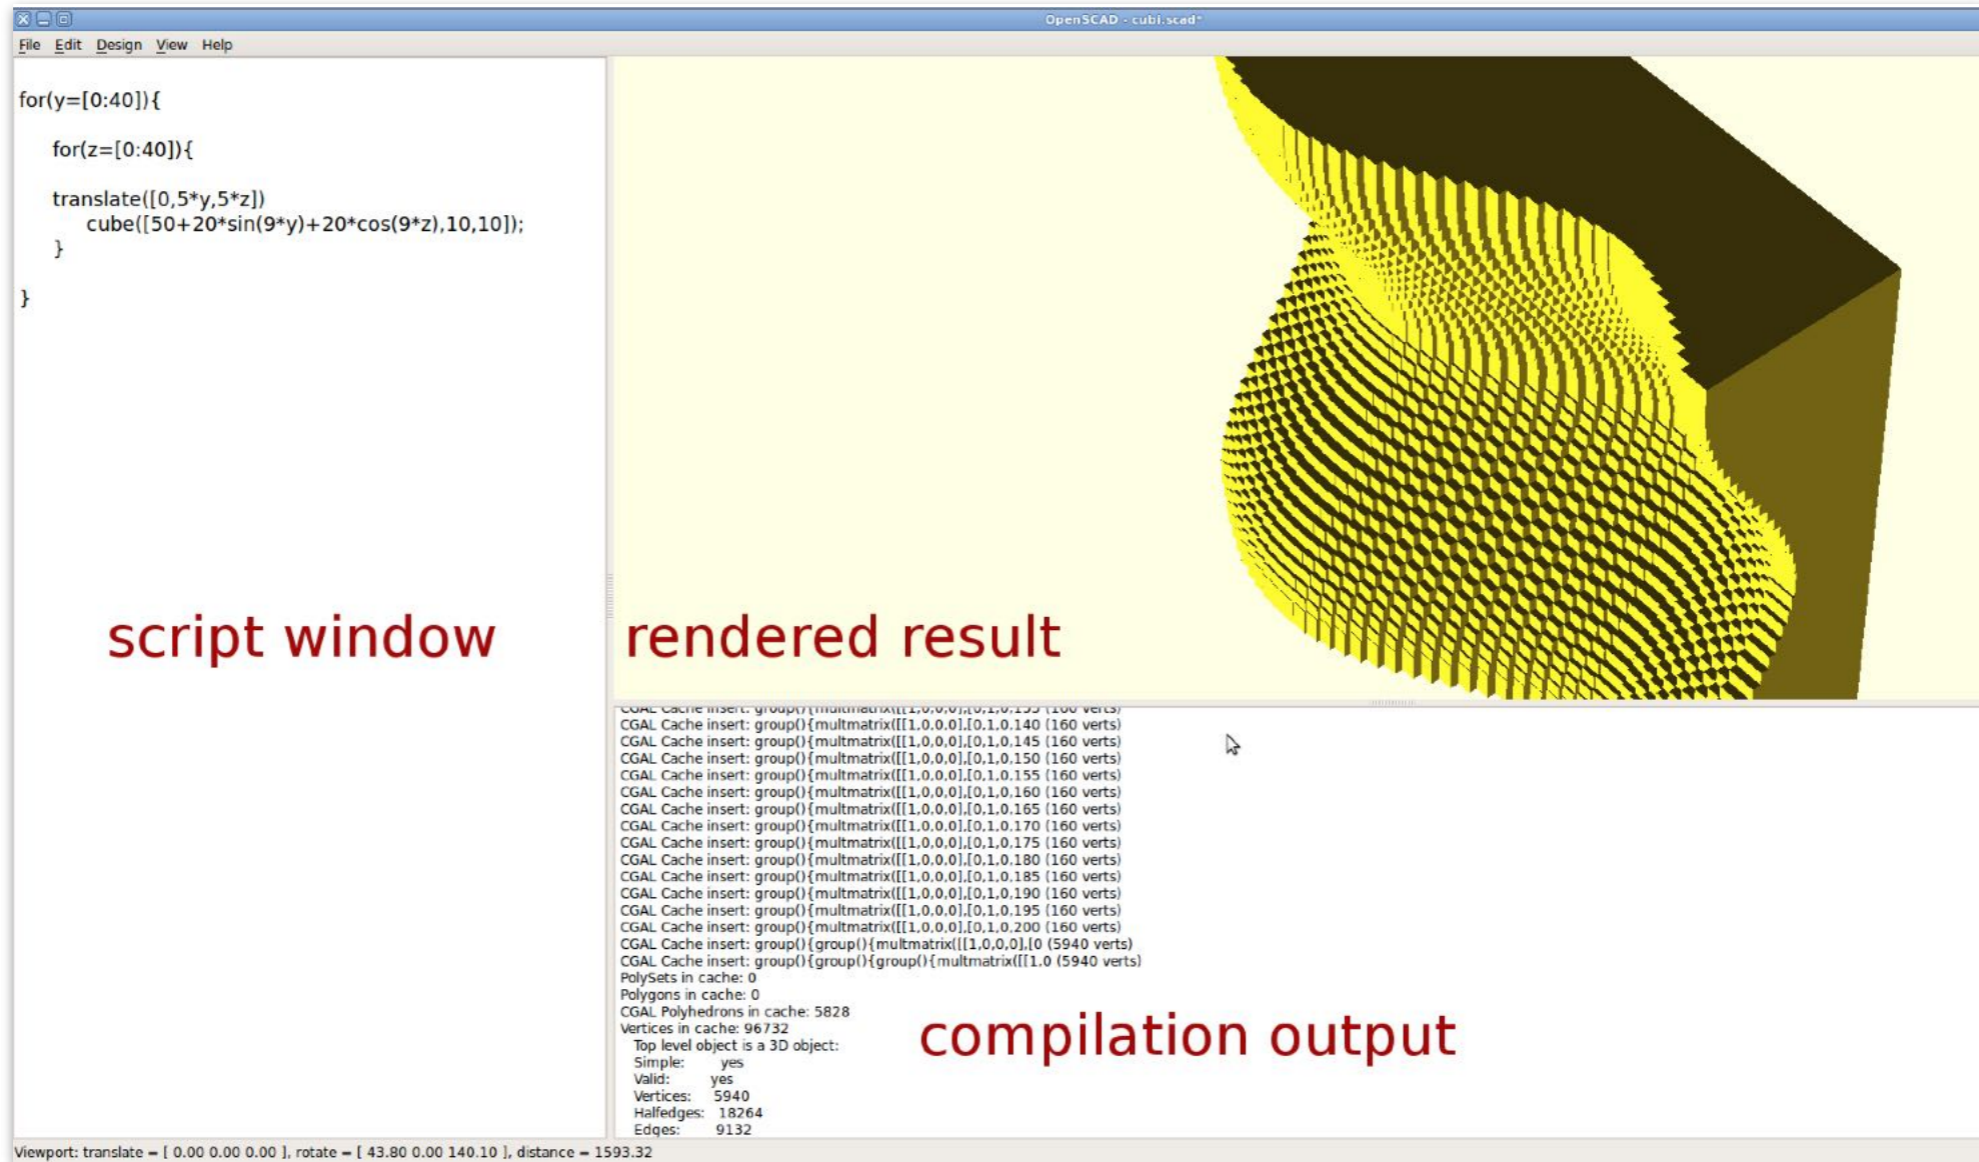 OpenSCAD - cubi.scad*
File Edit Design View Help
for(y=[0:40]){
for(z=[0:40]){
translate([0,5*y,5*z])
cube([50+20*sin(9*y)+20*cos(9*z),10,10]);
}
}
script window
rendered result
CGAL Cache insert: group(){multmatrix([[1,0,0,0],[0,1,0,135 (160 verts)
CGAL Cache insert: group(){multmatrix([[1,0,0,0],[0,1,0,140 (160 verts)
CGAL Cache insert: group(){multmatrix([[1,0,0,0],[0,1,0,145 (160 verts)
CGAL Cache insert: group(){multmatrix([[1,0,0,0],[0,1,0,150 (160 verts)
CGAL Cache insert: group(){multmatrix([[1,0,0,0],[0,1,0,155 (160 verts)
CGAL Cache insert: group(){multmatrix([[1,0,0,0],[0,1,0,160 (160 verts)
CGAL Cache insert: group(){multmatrix([[1,0,0,0],[0,1,0,165 (160 verts)
CGAL Cache insert: group(){multmatrix([[1,0,0,0],[0,1,0,170 (160 verts)
CGAL Cache insert: group(){multmatrix([[1,0,0,0],[0,1,0,175 (160 verts)
CGAL Cache insert: group(){multmatrix([[1,0,0,0],[0,1,0,180 (160 verts)
CGAL Cache insert: group(){multmatrix([[1,0,0,0],[0,1,0,185 (160 verts)
CGAL Cache insert: group(){multmatrix([[1,0,0,0],[0,1,0,190 (160 verts)
CGAL Cache insert: group(){multmatrix([[1,0,0,0],[0,1,0,195 (160 verts)
CGAL Cache insert: group(){multmatrix([[1,0,0,0],[0,1,0,200 (160 verts)
CGAL Cache insert: group(){group(){multmatrix([[1,0,0,0],[0 (5940 verts)
CGAL Cache insert: group(){group(){group(){multmatrix([[1,0 (5940 verts)
PolySets in cache: 0
Polygons in cache: 0
CGAL Polyhedrons in cache: 5828
Vertices in cache: 96732
Top level object is a 3D object:
Simple: yes
Valid: yes
Vertices: 5940
Halfedges: 18264
Edges: 9132
compilation output
Viewport: translate = [ 0.00 0.00 0.00 ], rotate = [ 43.80 0.00 140.10 ], distance = 1593.32